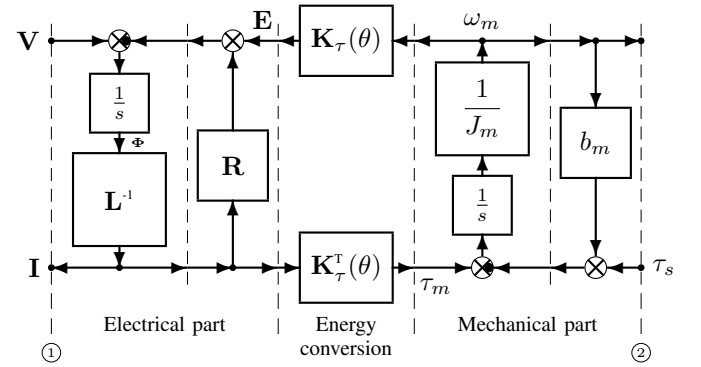 V
E
K_τ(θ)
ω_m
1/s
Φ
L⁻¹
R
1/J_m
1/s
b_m
I
K_τ^T(θ)
τ_m
τ_s
Electrical part
Energy
conversion
Mechanical part
①
②